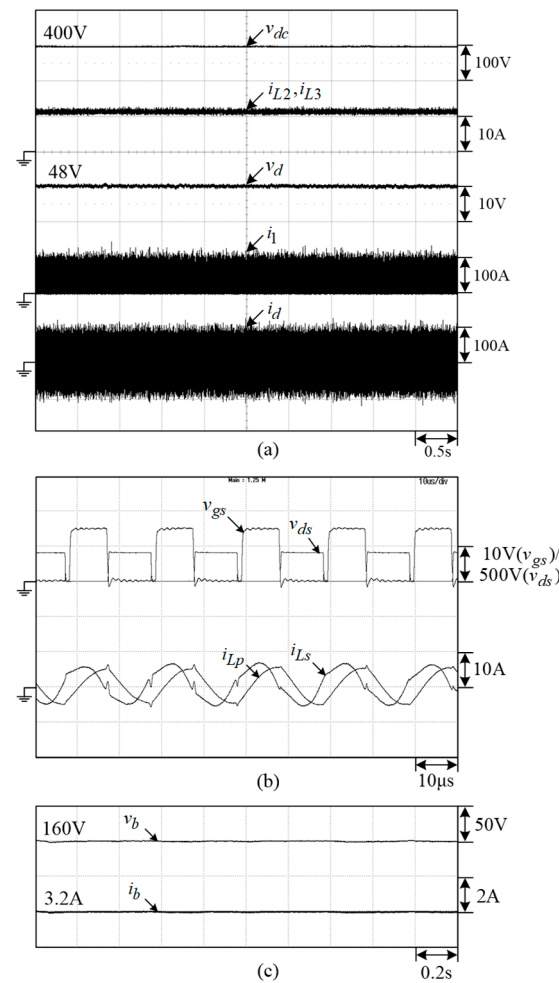 400V
v_dc
100V
i_L2, i_L3
10A
48V
v_d
10V
i_1
100A
i_d
100A
0.5s
(a)
Main : 1.25 M
10us/div
v_gs
v_ds
10V(v_gs)/
500V(v_ds)
i_Lp
i_Ls
10A
10μs
(b)
160V
v_b
50V
3.2A
i_b
2A
0.2s
(c)